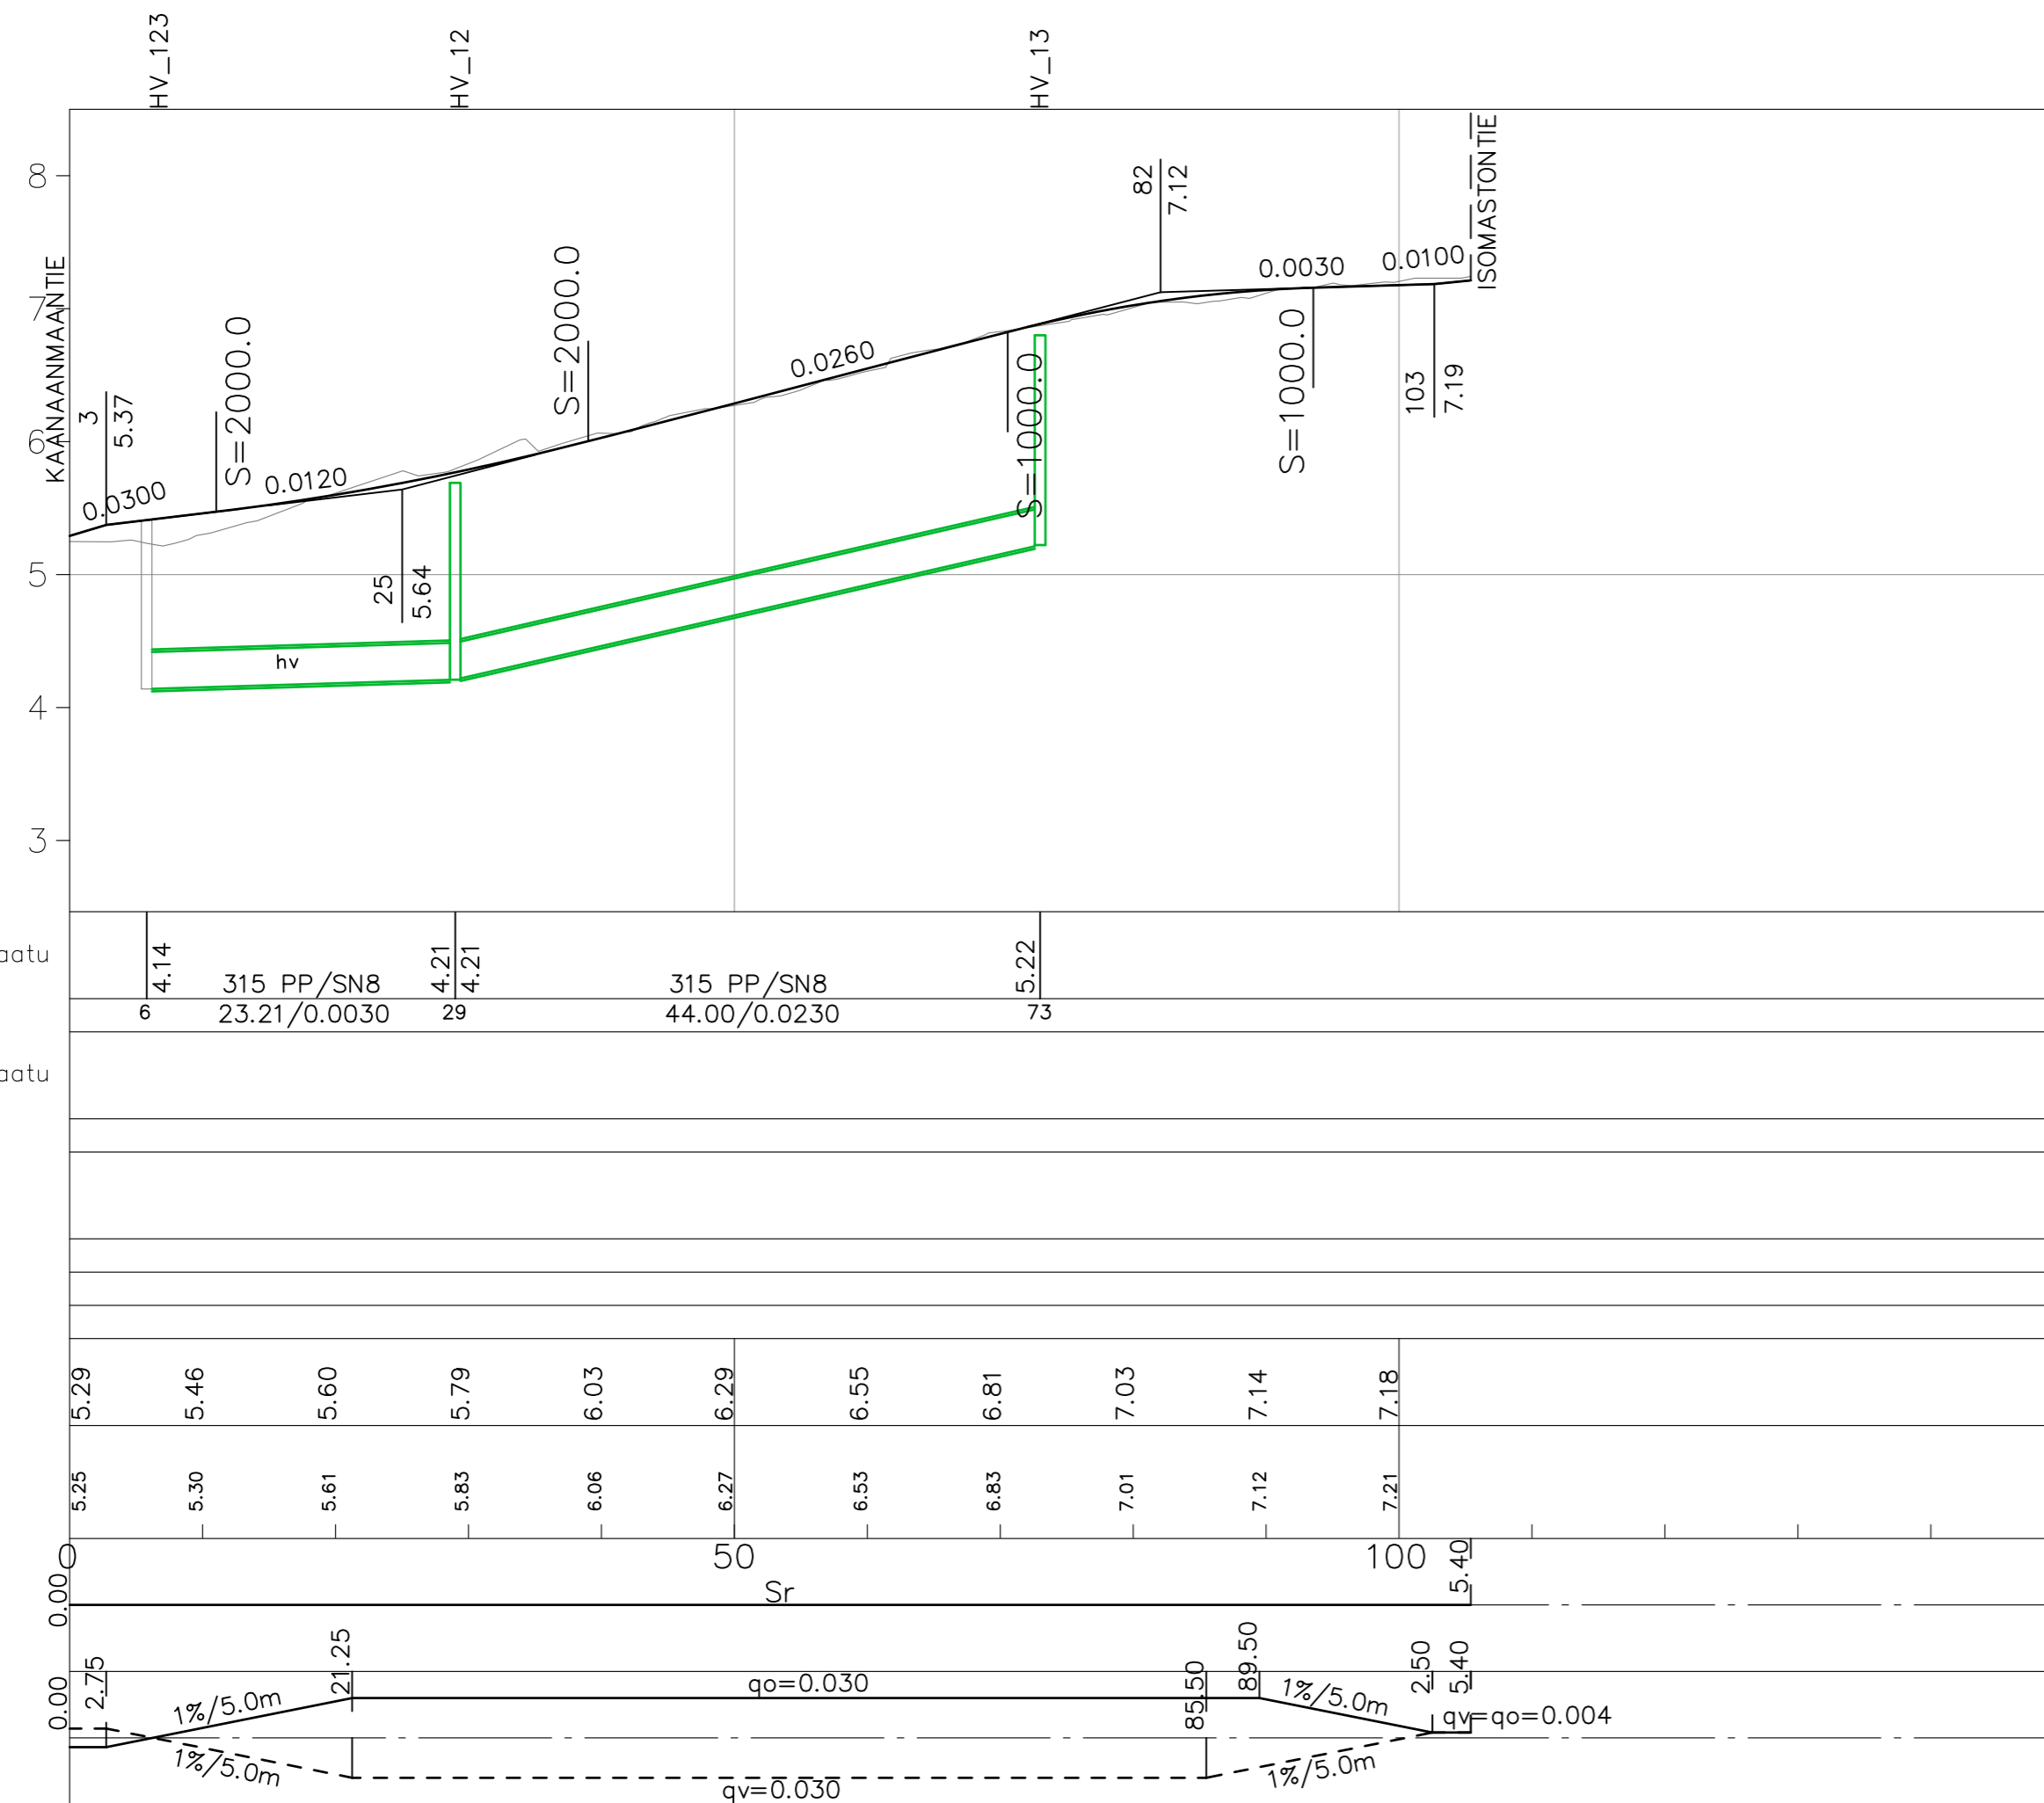 HV_123
HV_12
HV_13
8
7
6
5
4
3
KANAANMAANTIE
ISOMASTONTIE
82
7.12
0.0030
0.0100
S=2000.0
S=2000.0
0.0260
3
5.37
0.0300
0.0120
S=1000.0
S=1000.0
103
7.19
25
5.64
hv
aatu
4.14
315 PP/SN8
4.21
4.21
315 PP/SN8
5.22
6
23.21/0.0030
29
44.00/0.0230
73
aatu
5.29
5.46
5.60
5.79
6.03
6.29
6.55
6.81
7.03
7.14
7.18
5.25
5.30
5.61
5.83
6.06
6.27
6.53
6.83
7.01
7.12
7.21
0
50
100
0.00
Sr
5.40
0.00
2.75
21.25
85.50
89.50
2.50
5.40
1%/5.0m
qo=0.030
1%/5.0m
qv=qo=0.004
1%/5.0m
qv=0.030
1%/5.0m